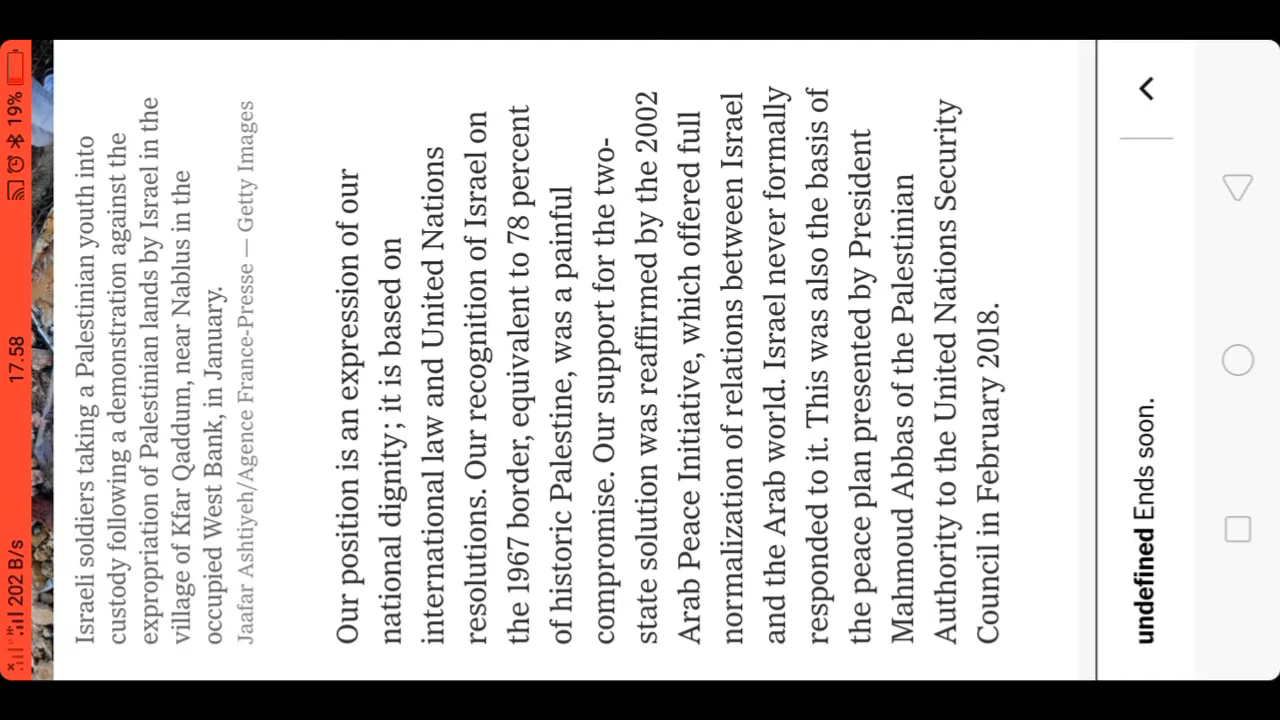 202 B/s
17.58
19%
Israeli soldiers taking a Palestinian youth into
custody following a demonstration against the
expropriation of Palestinian lands by Israel in the
village of Kfar Qaddum, near Nablus in the
occupied West Bank, in January.
Jaafar Ashtiyeh/Agence France-Presse — Getty Images
Our position is an expression of our
national dignity; it is based on
international law and United Nations
resolutions. Our recognition of Israel on
the 1967 border, equivalent to 78 percent
of historic Palestine, was a painful
compromise. Our support for the two-
state solution was reaffirmed by the 2002
Arab Peace Initiative, which offered full
normalization of relations between Israel
and the Arab world. Israel never formally
responded to it. This was also the basis of
the peace plan presented by President
Mahmoud Abbas of the Palestinian
Authority to the United Nations Security
Council in February 2018.
undefined Ends soon.